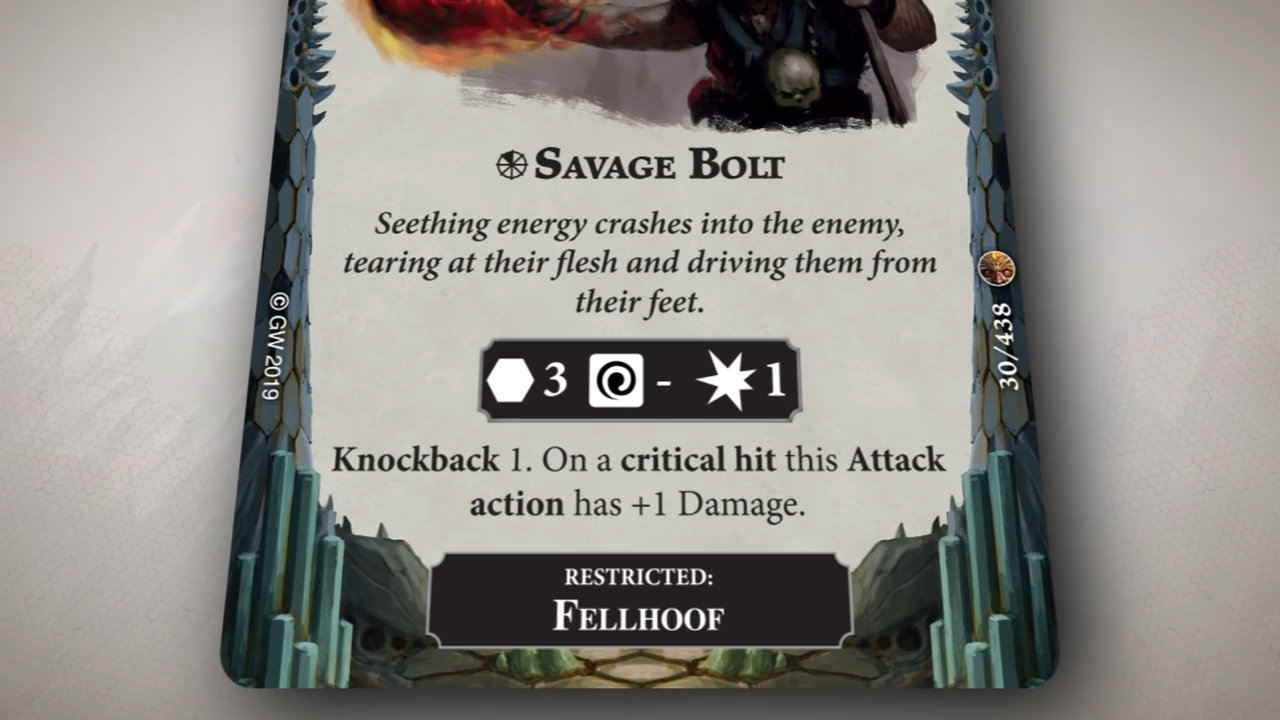 SAVAGE BOLT
Seething energy crashes into the enemy,
tearing at their flesh and driving them from
their feet.
3 - 1
Knockback 1. On a critical hit this Attack
action has +1 Damage.
RESTRICTED:
FELLHOOF
© GW 2019
30/438